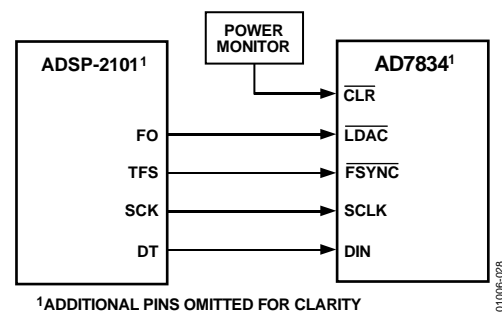 POWER
MONITOR
ADSP-2101¹
AD7834¹
CLR
FO
LDAC
TFS
FSYNC
SCK
SCLK
DT
DIN
¹ADDITIONAL PINS OMITTED FOR CLARITY
01006-028